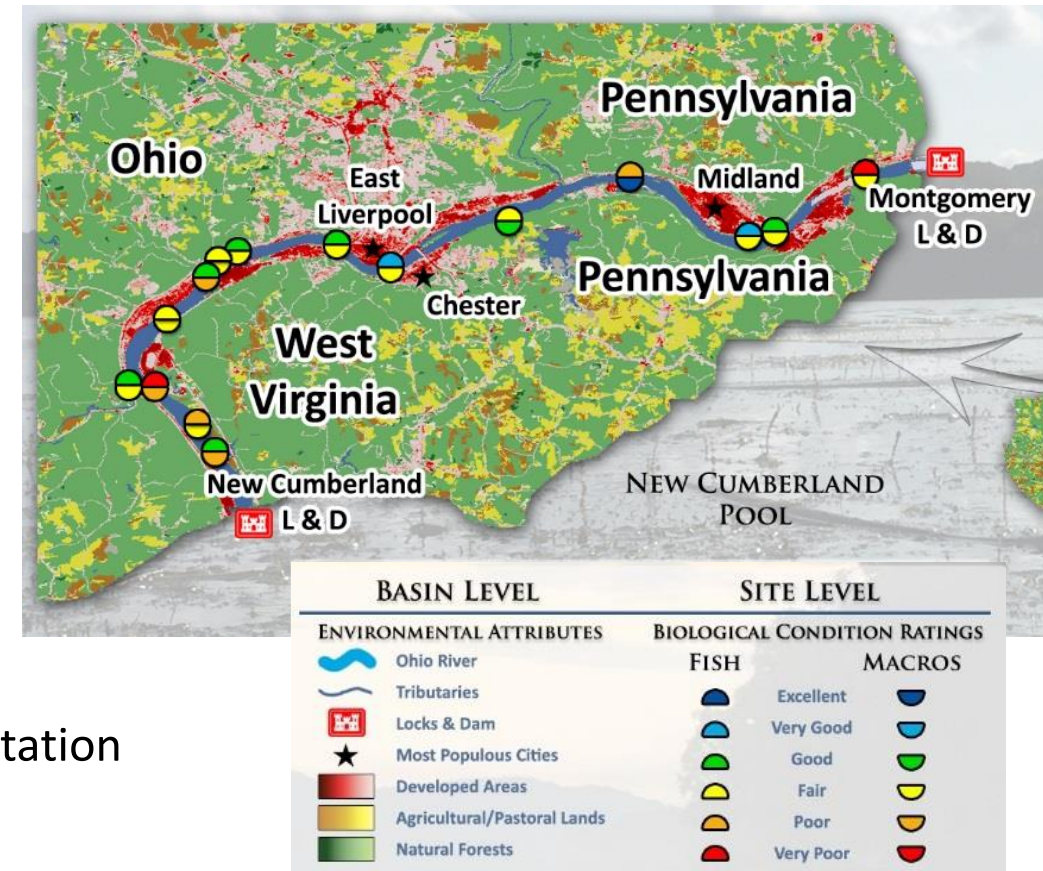 Pennsylvania
Ohio
East
Liverpool
Midland
Montgomery
L & D
Pennsylvania
Chester
West
Virginia
New Cumberland
L & D
NEW CUMBERLAND
POOL
BASIN LEVEL
SITE LEVEL
ENVIRONMENTAL ATTRIBUTES
BIOLOGICAL CONDITION RATINGS
FISH MACROS
Ohio River
Tributaries
Locks & Dam
Most Populous Cities
Developed Areas
Agricultural/Pastoral Lands
Natural Forests
Excellent
Very Good
Good
Fair
Poor
Very Poor
tation